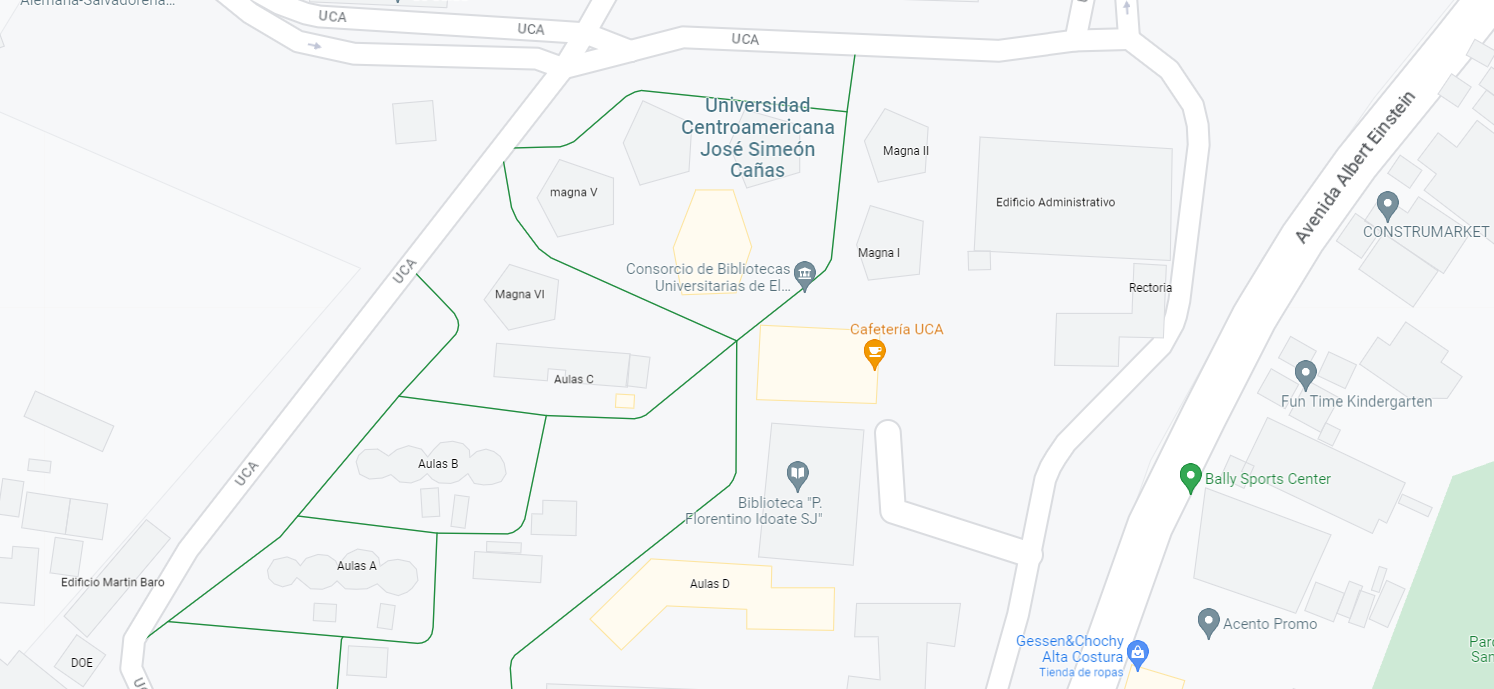 Alemana-Salvadoreña...
UCA
UCA
UCA
Universidad
Centroamericana
José Simeón
Cañas
Avenida Albert Einstein
Magna II
magna V
Edificio Administrativo
CONSTRUMARKET
Magna I
UCA
Consorcio de Bibliotecas
Universitarias de El...
Magna VI
Rectoria
Cafetería UCA
Aulas C
Fun Time Kindergarten
Aulas B
UCA
Bally Sports Center
Biblioteca "P.
Florentino Idoate SJ"
Aulas A
Edificio Martin Baro
Aulas D
Acento Promo
Gessen&Chochy
Alta Costura
Tienda de ropas
Parq
San
DOE
UC